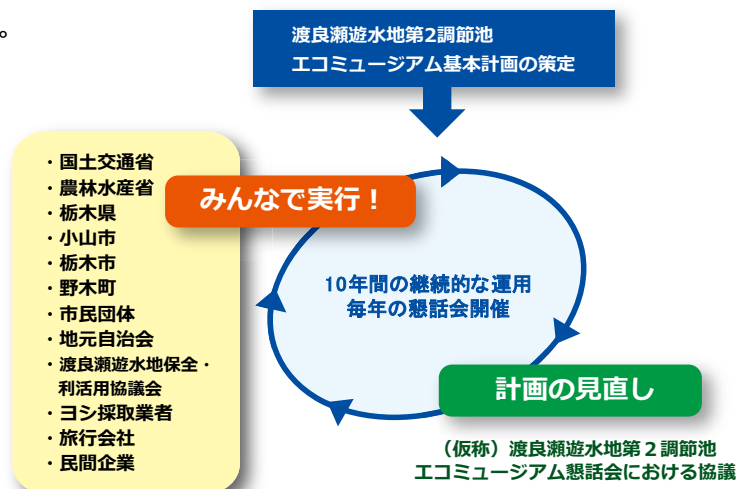 。
渡良瀬遊水地第2調節池
エコミュージアム基本計画の策定
・国土交通省
・農林水産省
・栃木県
・小山市
・栃木市
・野木町
・市民団体
・地元自治会
・渡良瀬遊水地保全・
利活用協議会
・ヨシ採取業者
・旅行会社
・民間企業
みんなで実行！
10年間の継続的な運用
毎年の懇話会開催
計画の見直し
（仮称）渡良瀬遊水地第２調節池
エコミュージアム懇話会における協議